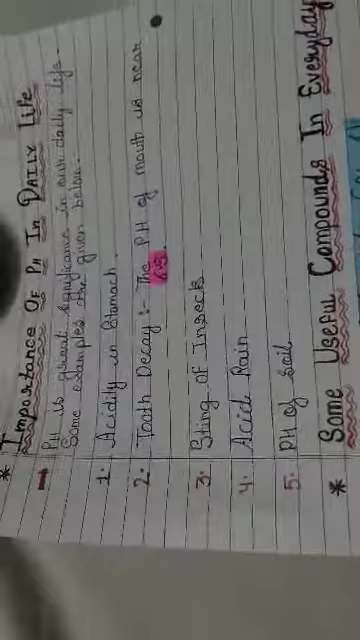 * Importance Of PH In Daily Life
→ PH is great significance in our daily life.
Some examples are given below.
1. Acidity in Stomach.
2. Tooth Decay :- The PH of mouth is near
5.5.
3. Sting of Insects
4. Acid Rain
5. PH of Soil.
* Some Useful Compounds In Everyday